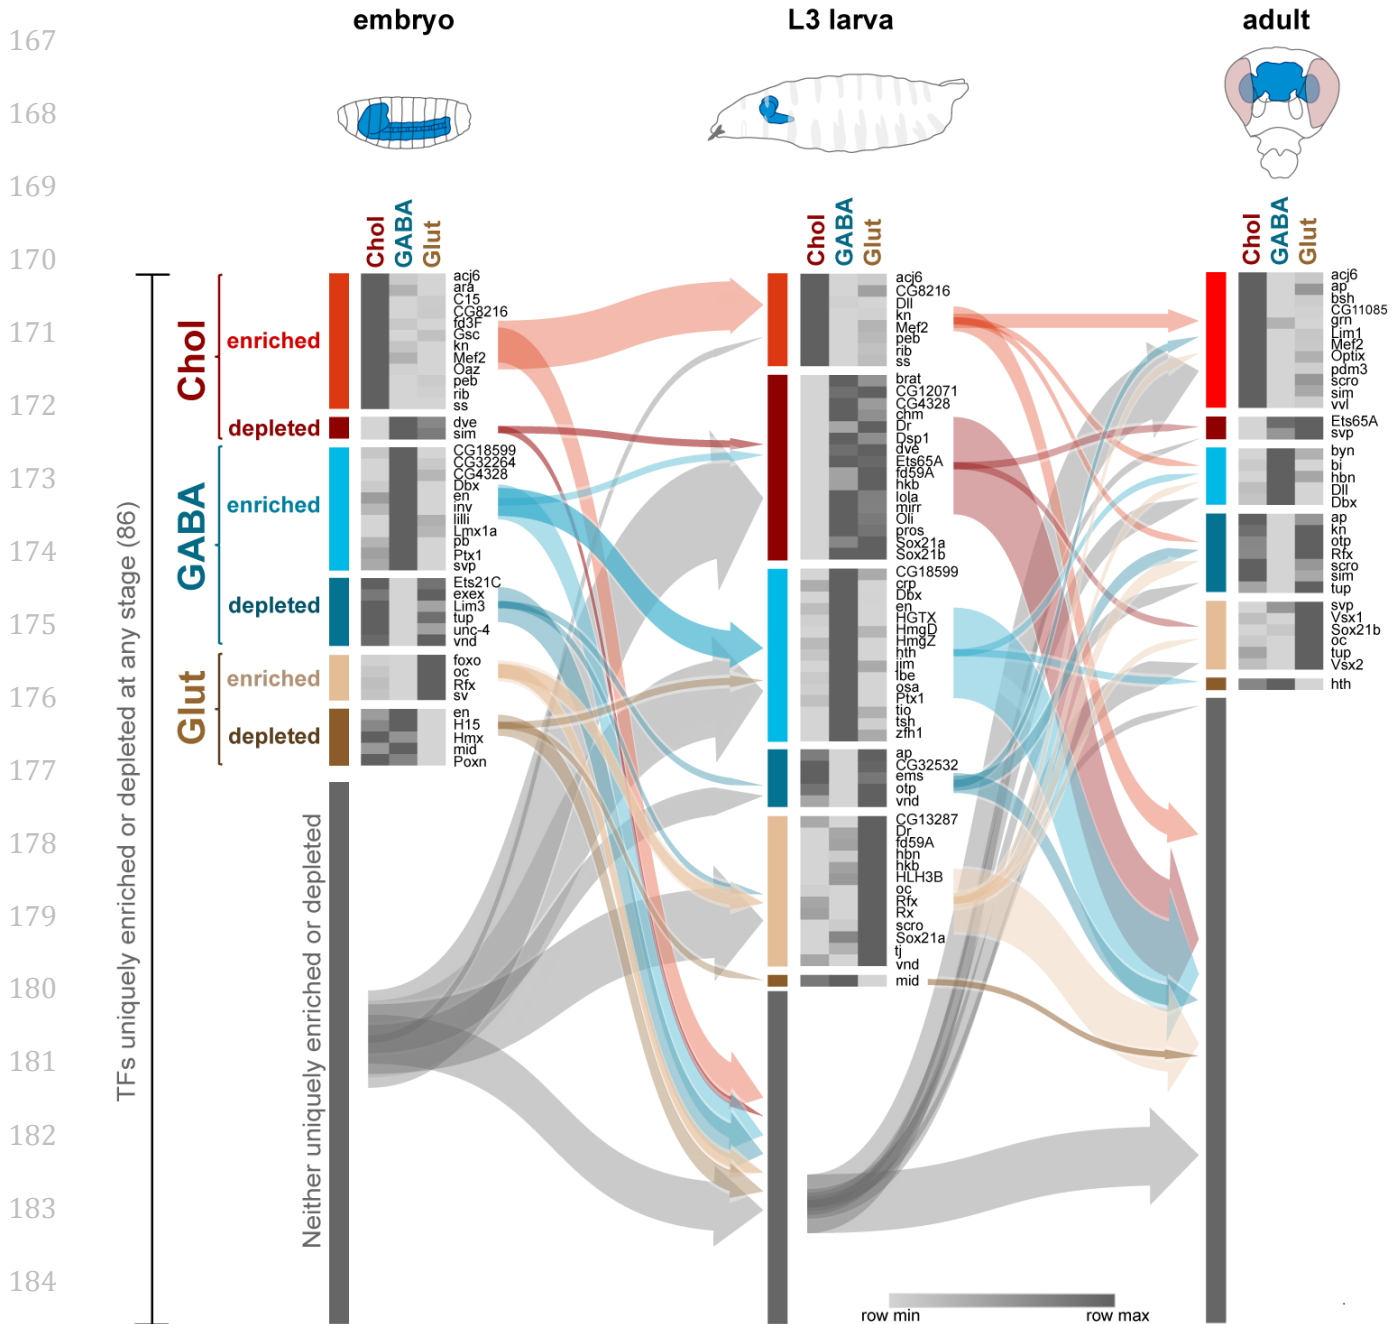 embryo
L3 larva
adult
167
168
169
170
171
172
173
174
175
176
177
178
179
180
181
182
183
184
TFs uniquely enriched or depleted at any stage (86)
Chol
enriched
depleted
GABA
enriched
depleted
Glut
enriched
depleted
Neither uniquely enriched or depleted
Chol
GABA
Glut
acj6
ara
C15
CG8216
fd3F
Gsc
kn
Mef2
Oaz
peb
rib
ss
dve
sim
CG18599
CG32264
CG4328
Dbx
en
inv
lilli
Lmx1a
pb
Ptx1
svp
Ets21C
exex
Lim3
tup
unc-4
vnd
foxo
oc
Rfx
sv
en
H15
Hmx
mid
Poxn
Chol
GABA
Glut
acj6
CG8216
Dll
kn
Mef2
peb
rib
ss
brat
CG12071
CG4328
chm
Dr
Dsp1
dve
Ets65A
fd59A
hkb
lola
mirr
Oli
pros
Sox21a
Sox21b
CG18599
crp
Dbx
en
HGTX
HmgD
HmgZ
hth
jim
lbe
osa
Ptx1
tio
tsh
zfh1
ap
CG32532
ems
otp
vnd
CG13287
Dr
fd59A
hbn
hkb
HLH3B
oc
Rfx
Rx
scro
Sox21a
tj
vnd
mid
Chol
GABA
Glut
acj6
ap
bsh
CG11085
grn
Lim1
Mef2
Optix
pdm3
scro
sim
vvl
Ets65A
svp
byn
bi
hbn
Dll
Dbx
ap
kn
otp
Rfx
scro
sim
tup
svp
Vsx1
Sox21b
oc
tup
Vsx2
hth
row min
row max